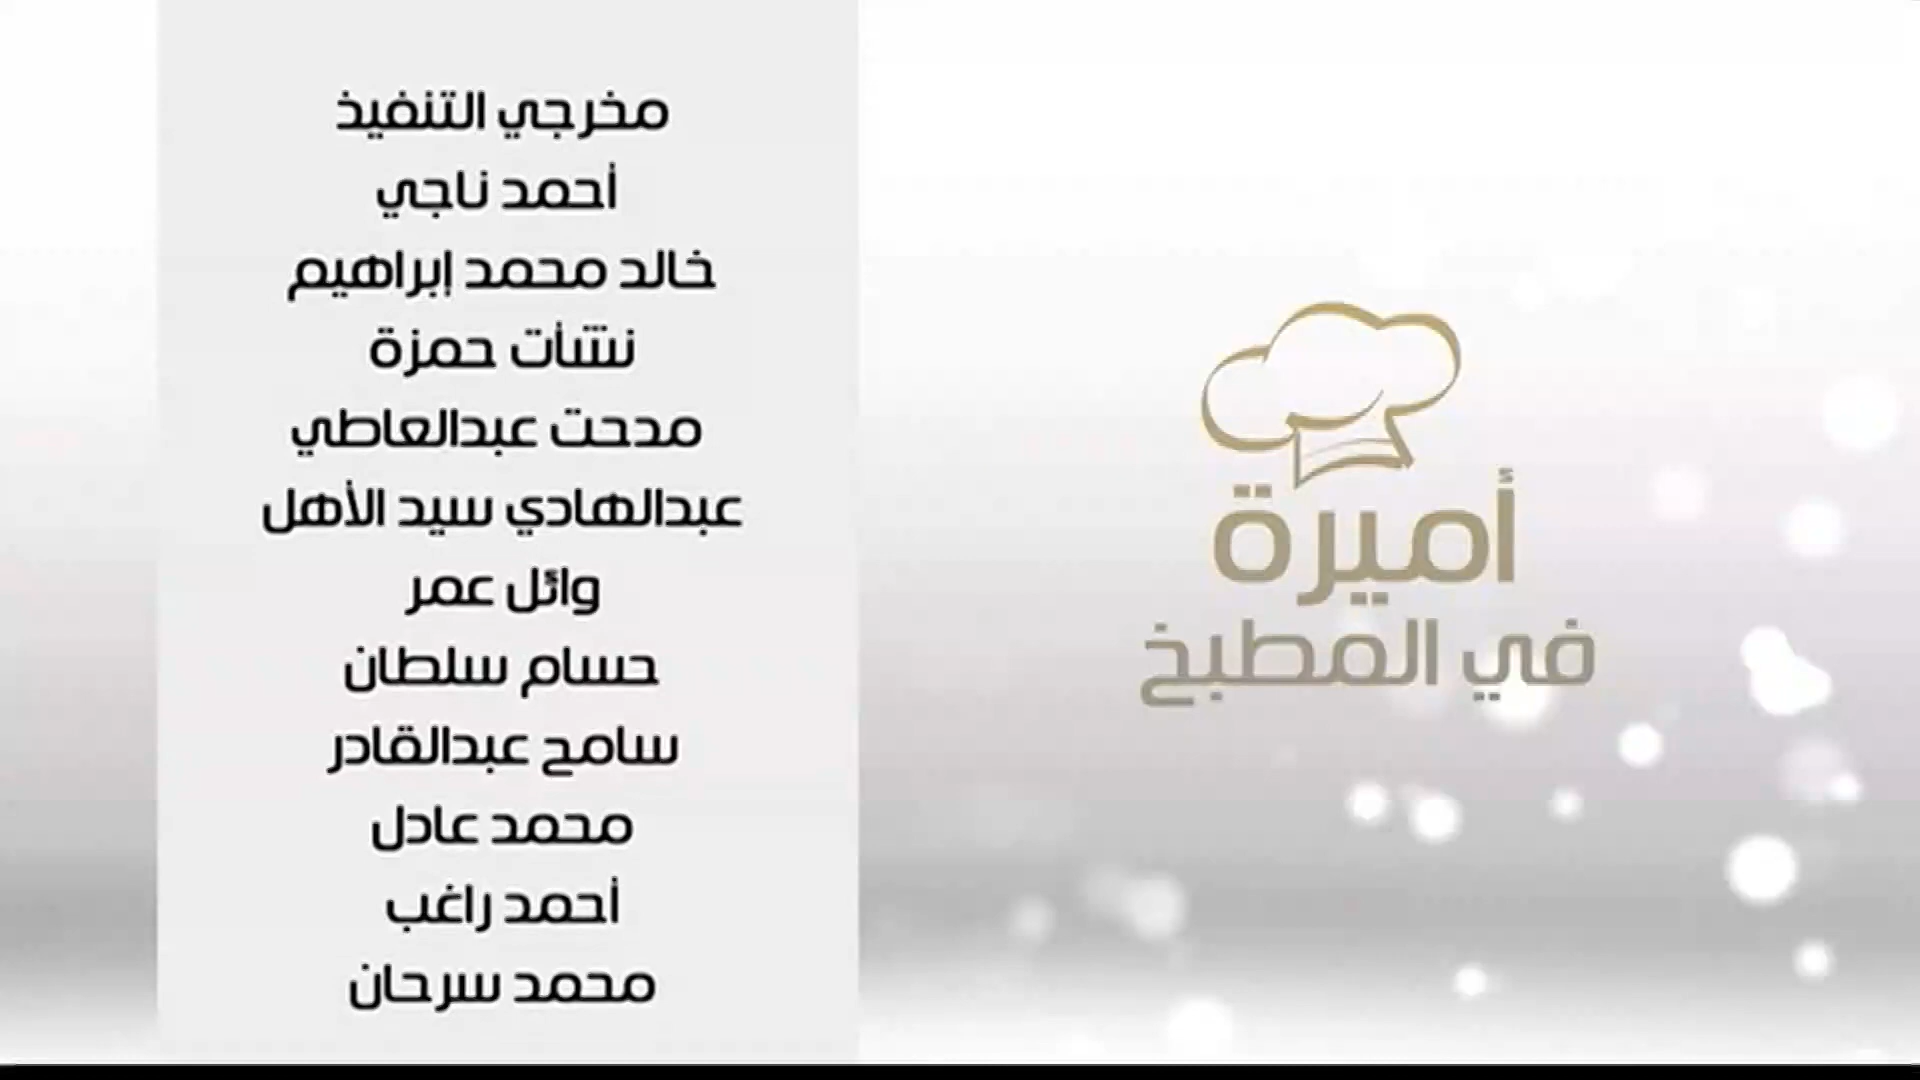 مخرجي التنفيذ
أحمد ناجي
خالد محمد إبراهيم
نشأت حمزة
مدحت عبدالعاطي
عبدالهادي سيد الأهل
وائل عمر
حسام سلطان
سامح عبدالقادر
محمد عادل
أحمد راغب
محمد سرحان
أميرة
في المطبخ